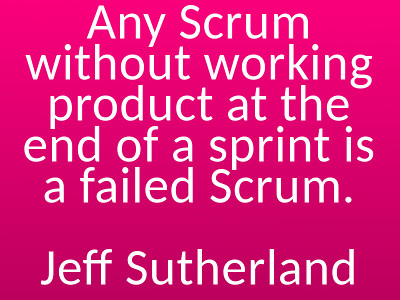 Any Scrum
without working
product at the
end of a sprint is
a failed Scrum.
Jeff Sutherland